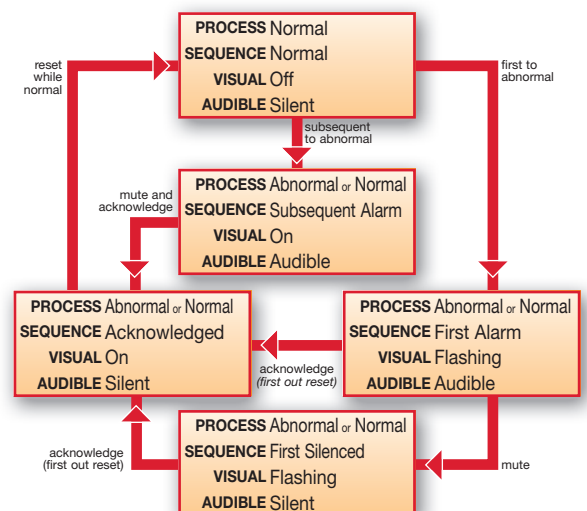 PROCESS Normal
SEQUENCE Normal
VISUAL Off
AUDIBLE Silent
reset
while
normal
first to
abnormal
subsequent
to abnormal
PROCESS Abnormal or Normal
SEQUENCE Subsequent Alarm
VISUAL On
AUDIBLE Audible
mute and
acknowledge
PROCESS Abnormal or Normal
SEQUENCE Acknowledged
VISUAL On
AUDIBLE Silent
PROCESS Abnormal or Normal
SEQUENCE First Alarm
VISUAL Flashing
AUDIBLE Audible
acknowledge
(first out reset)
PROCESS Abnormal or Normal
SEQUENCE First Silenced
VISUAL Flashing
AUDIBLE Silent
acknowledge
(first out reset)
mute